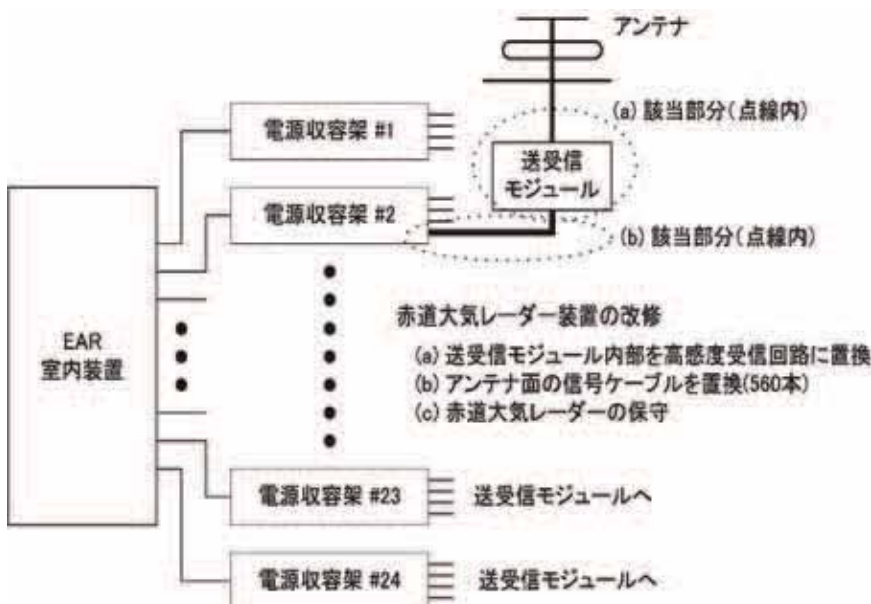 アンテナ
(a) 該当部分(点線内)
電源収容架 #1
送受信
モジュール
電源収容架 #2
(b) 該当部分(点線内)
EAR
室内装置
赤道大気レーダー装置の改修
(a) 送受信モジュール内部を高感度受信回路に置換
(b) アンテナ面の信号ケーブルを置換(560本)
(c) 赤道大気レーダーの保守
電源収容架 #23
送受信モジュールへ
電源収容架 #24
送受信モジュールへ